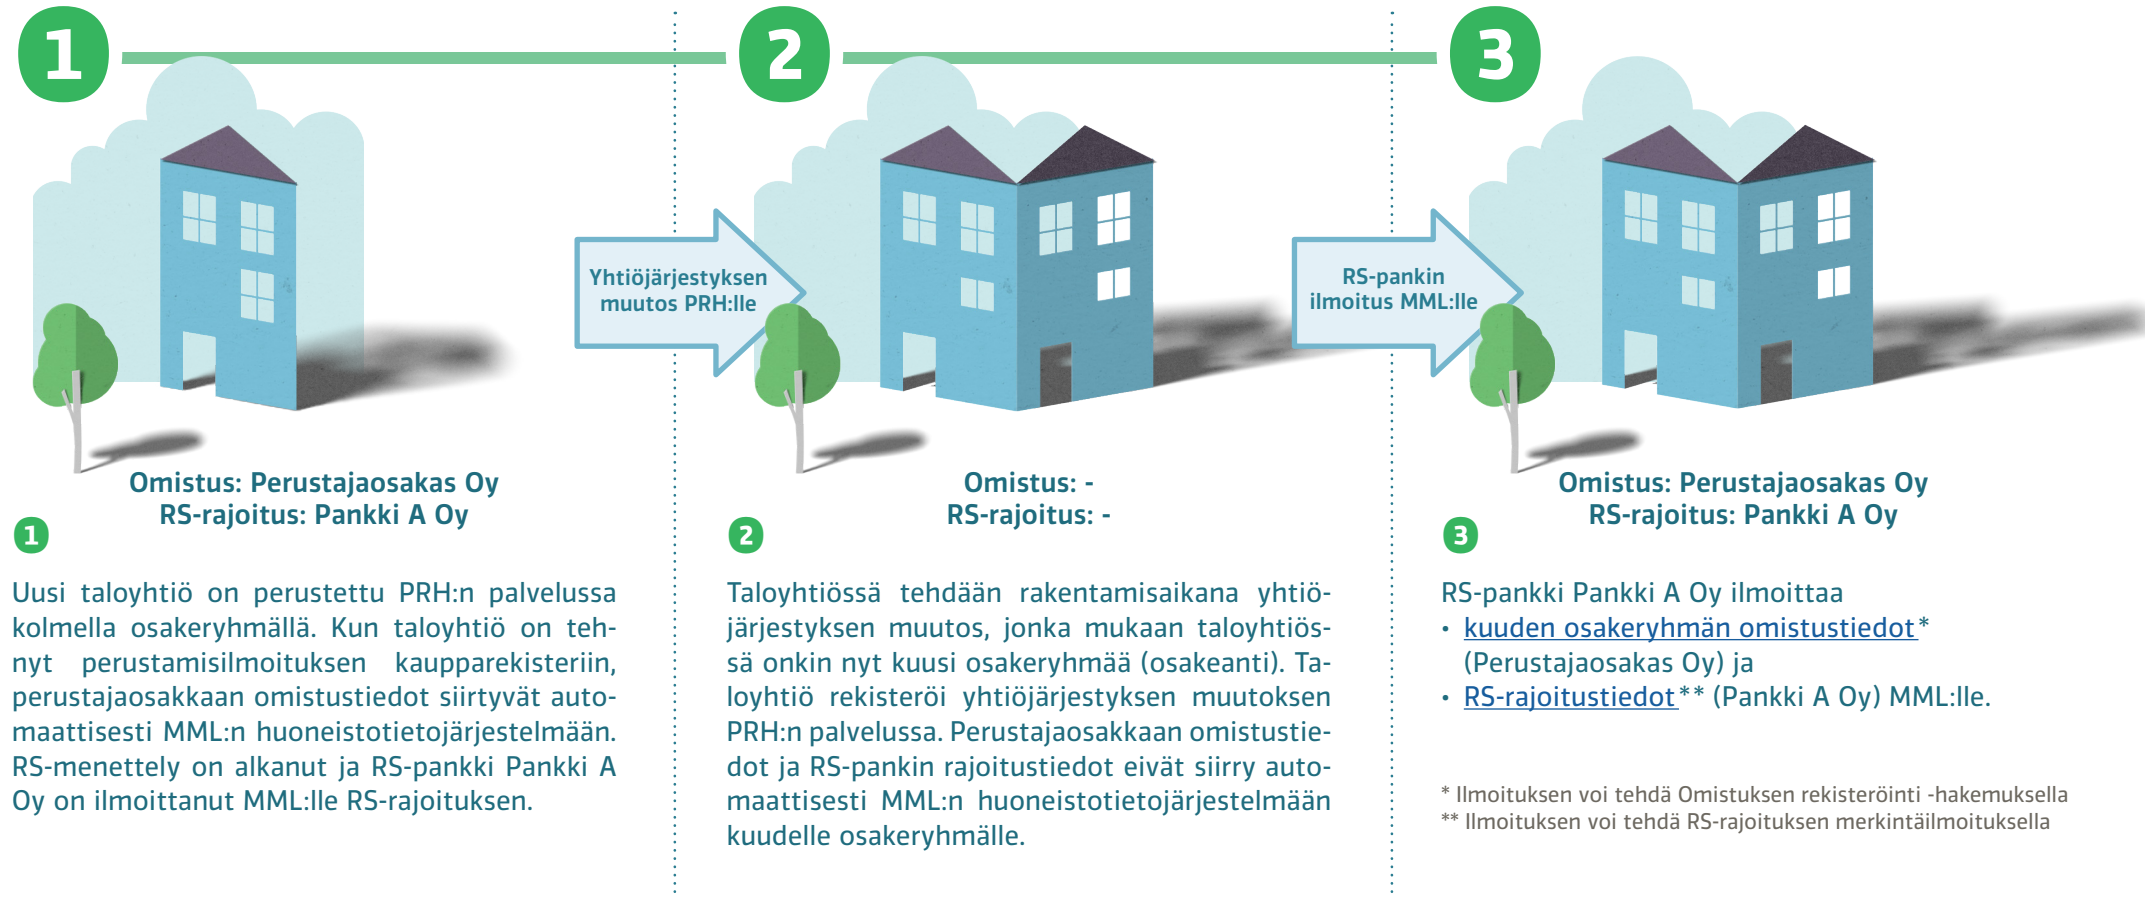 1
2
3
Yhtiöjärjestyksen
muutos PRH:lle
RS-pankin
ilmoitus MML:lle
Omistus: Perustajaosakas Oy
RS-rajoitus: Pankki A Oy
1
Uusi taloyhtiö on perustettu PRH:n palvelussa
kolmella osakeryhmällä. Kun taloyhtiö on teh-
nyt perustamisilmoituksen kaupparekisteriin,
perustajaosakkaan omistustiedot siirtyvät auto-
maattisesti MML:n huoneistotietojärjestelmään.
RS-menettely on alkanut ja RS-pankki Pankki A
Oy on ilmoittanut MML:lle RS-rajoituksen.
Omistus: -
RS-rajoitus: -
2
Taloyhtiössä tehdään rakentamisaikana yhtiö-
järjestyksen muutos, jonka mukaan taloyhtiös-
sä onkin nyt kuusi osakeryhmää (osakeanti). Ta-
loyhtiö rekisteröi yhtiöjärjestyksen muutoksen
PRH:n palvelussa. Perustajaosakkaan omistustie-
dot ja RS-pankin rajoitustiedot eivät siirry auto-
maattisesti MML:n huoneistotietojärjestelmään
kuudelle osakeryhmälle.
Omistus: Perustajaosakas Oy
RS-rajoitus: Pankki A Oy
3
RS-pankki Pankki A Oy ilmoittaa
• kuuden osakeryhmän omistustiedot*
(Perustajaosakas Oy) ja
• RS-rajoitustiedot** (Pankki A Oy) MML:lle.
* Ilmoituksen voi tehdä Omistuksen rekisteröinti -hakemuksella
** Ilmoituksen voi tehdä RS-rajoituksen merkintäilmoituksella